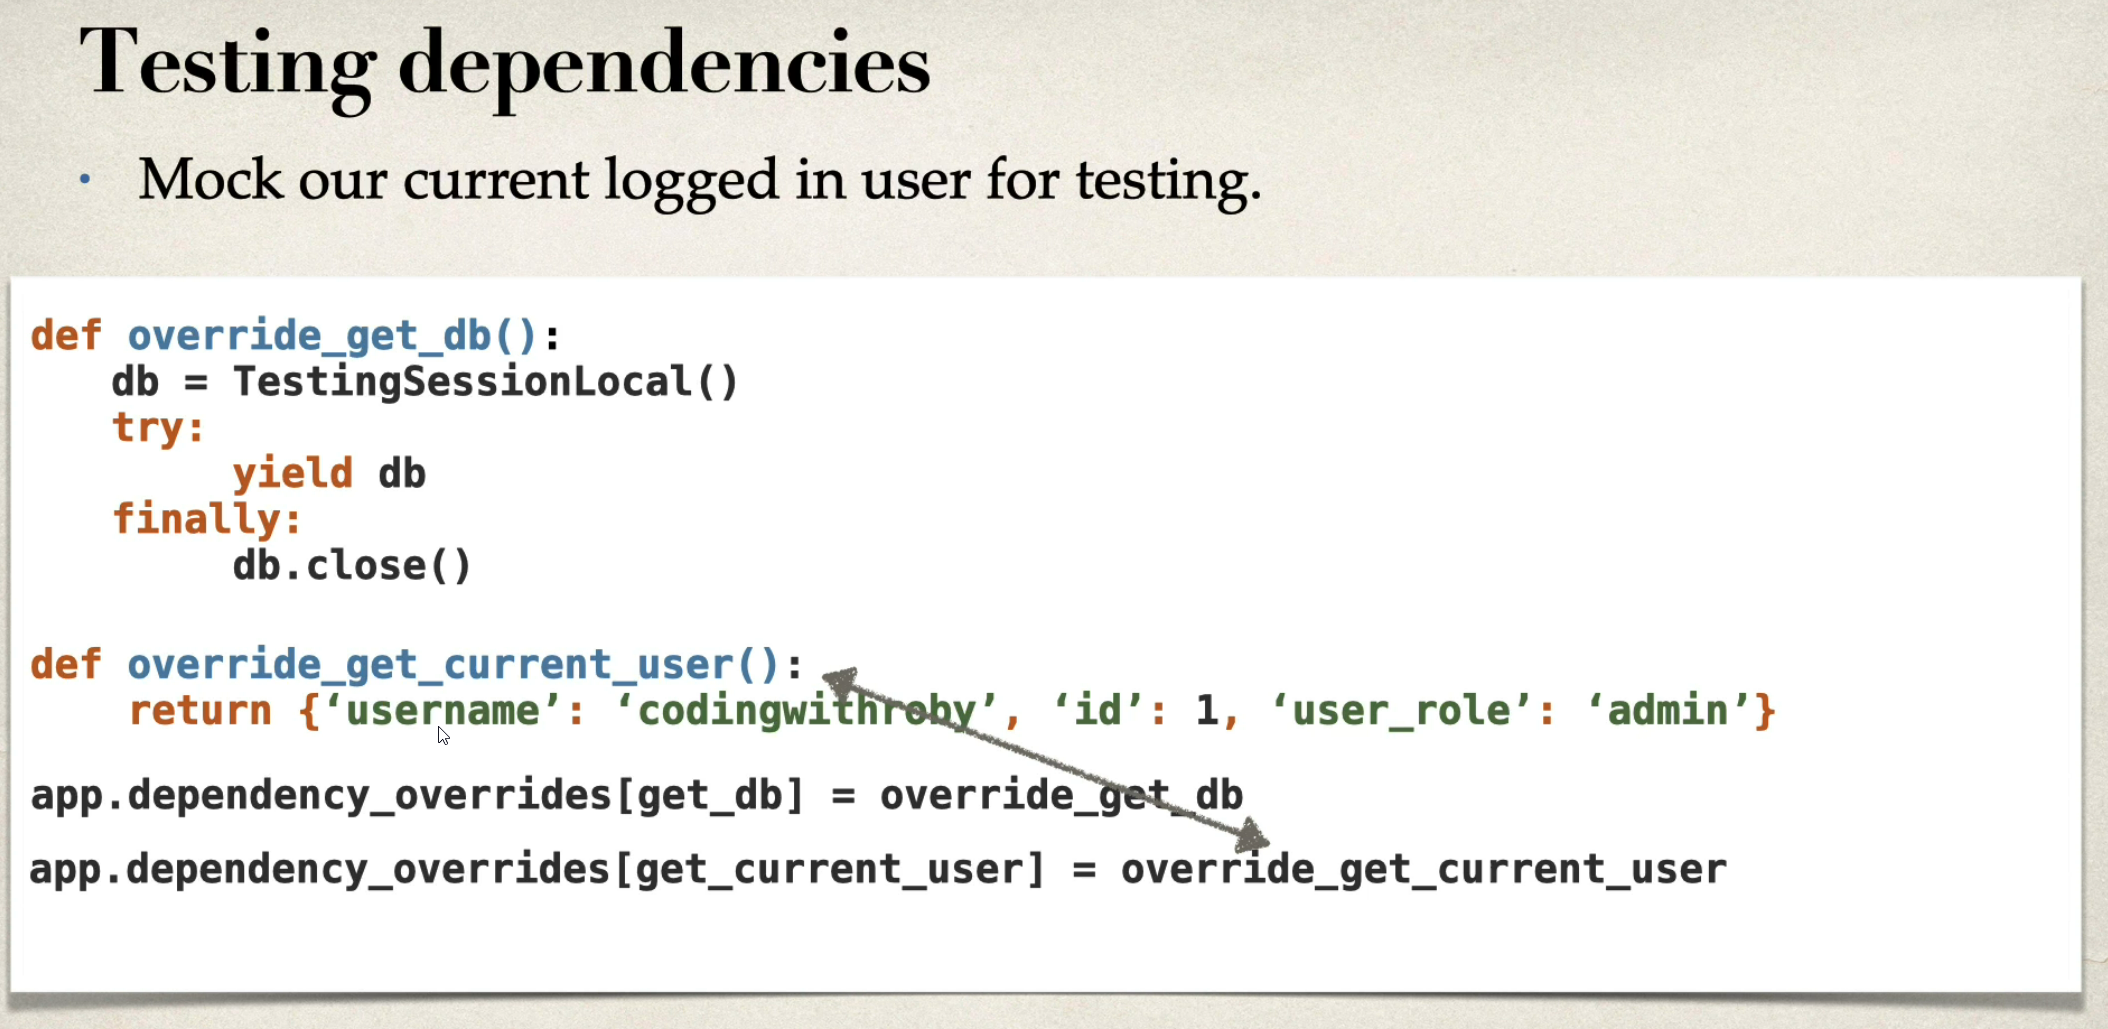 Testing dependencies
• Mock our current logged in user for testing.
def override_get_db():
    db = TestingSessionLocal()
    try:
         yield db
    finally:
         db.close()
def override_get_current_user():
    return {‘username’: ‘codingwithroby’, ‘id’: 1, ‘user_role’: ‘admin’}
app.dependency_overrides[get_db] = override_get_db
app.dependency_overrides[get_current_user] = override_get_current_user